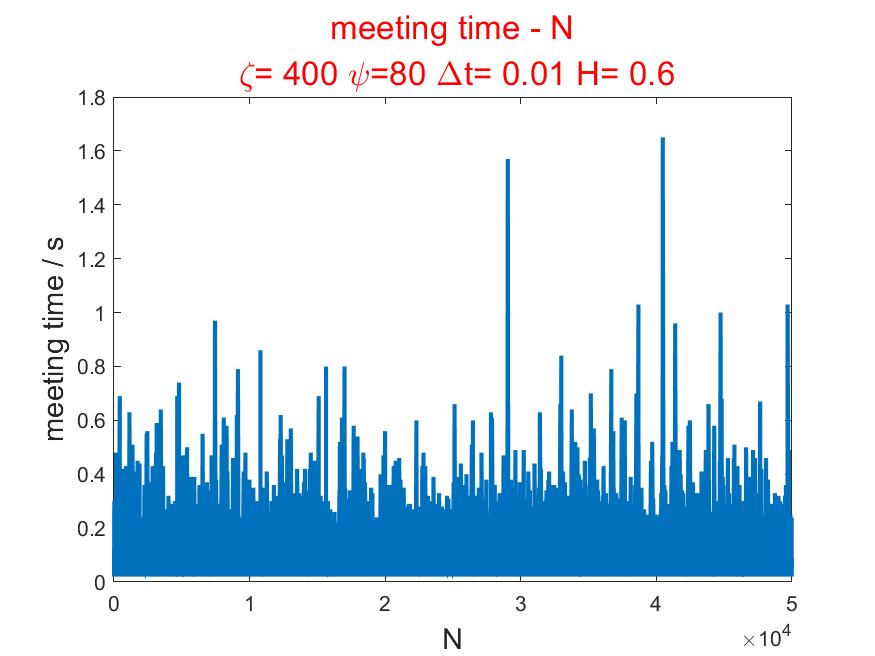 meeting time - N
ζ= 400 ψ=80 Δt= 0.01 H= 0.6
1.8
1.6
1.4
1.2
1
0.8
0.6
0.4
0.2
0
meeting time / s
0 1 2 3 4 5
N
×10⁴